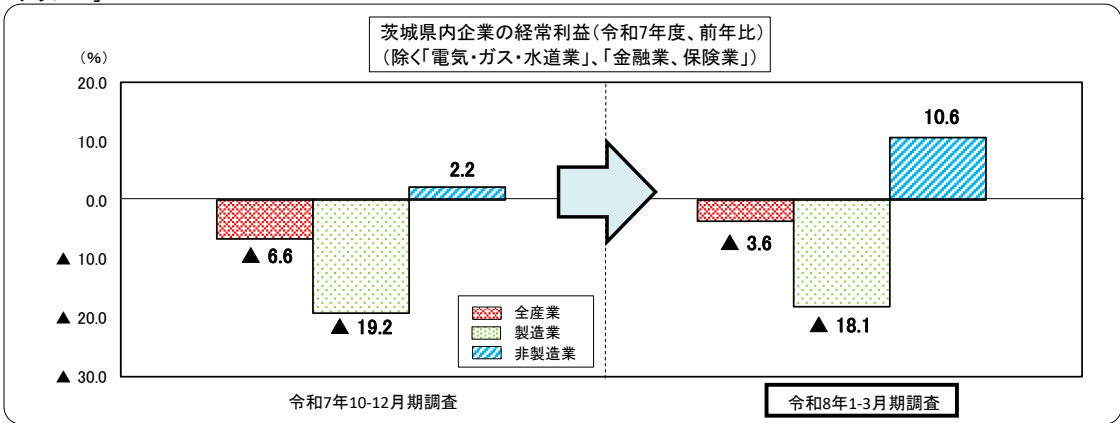 茨城県内企業の経常利益(令和7年度、前年比)
(除く「電気・ガス・水道業」、「金融業、保険業」)
(%)
20.0
10.0
0.0
▲ 10.0
▲ 20.0
▲ 30.0
▲ 6.6
▲ 19.2
2.2
▲ 3.6
▲ 18.1
10.6
全産業
製造業
非製造業
令和7年10-12月期調査
令和8年1-3月期調査